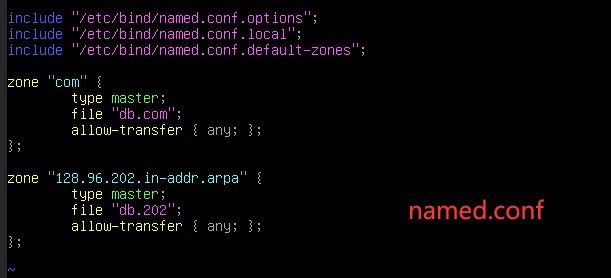 include "/etc/bind/named.conf.options";
include "/etc/bind/named.conf.local";
include "/etc/bind/named.conf.default-zones";
zone "com" {
type master;
file "db.com";
allow-transfer { any; };
};
zone "128.96.202.in-addr.arpa" {
type master;
file "db.202";
allow-transfer { any; };
};
named.conf
~